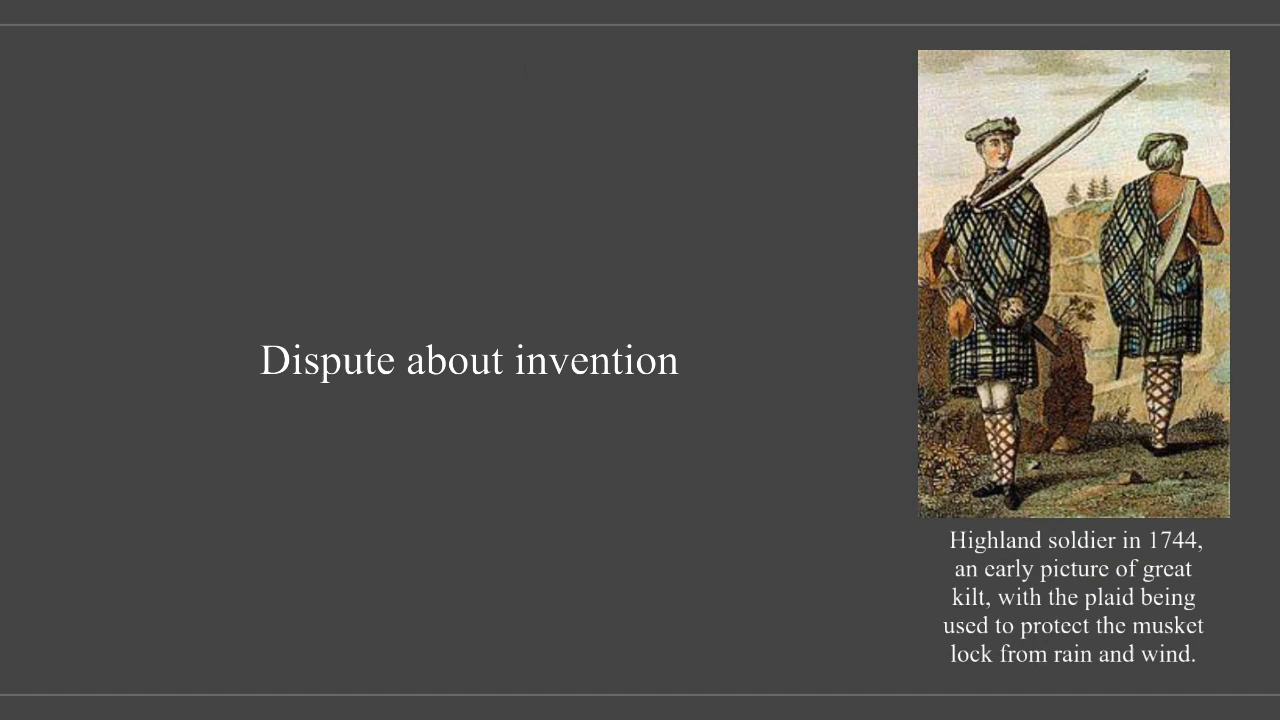 Dispute about invention
Highland soldier in 1744,
an early picture of great
kilt, with the plaid being
used to protect the musket
lock from rain and wind.